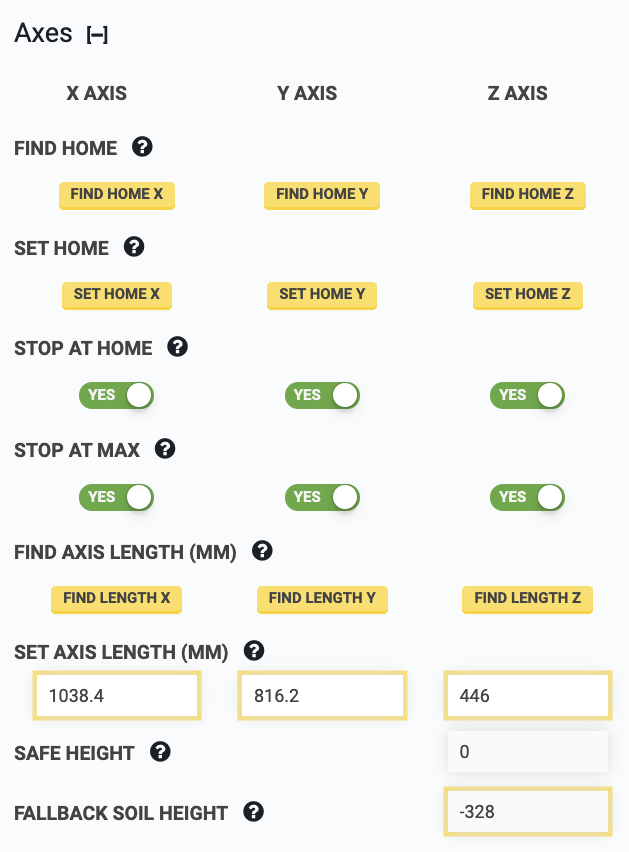 Axes [–]
X AXIS Y AXIS Z AXIS
FIND HOME ?
FIND HOME X FIND HOME Y FIND HOME Z
SET HOME ?
SET HOME X SET HOME Y SET HOME Z
STOP AT HOME ?
YES YES YES
STOP AT MAX ?
YES YES YES
FIND AXIS LENGTH (MM) ?
FIND LENGTH X FIND LENGTH Y FIND LENGTH Z
SET AXIS LENGTH (MM) ?
1038.4 816.2 446
SAFE HEIGHT ? 0
FALLBACK SOIL HEIGHT ? -328